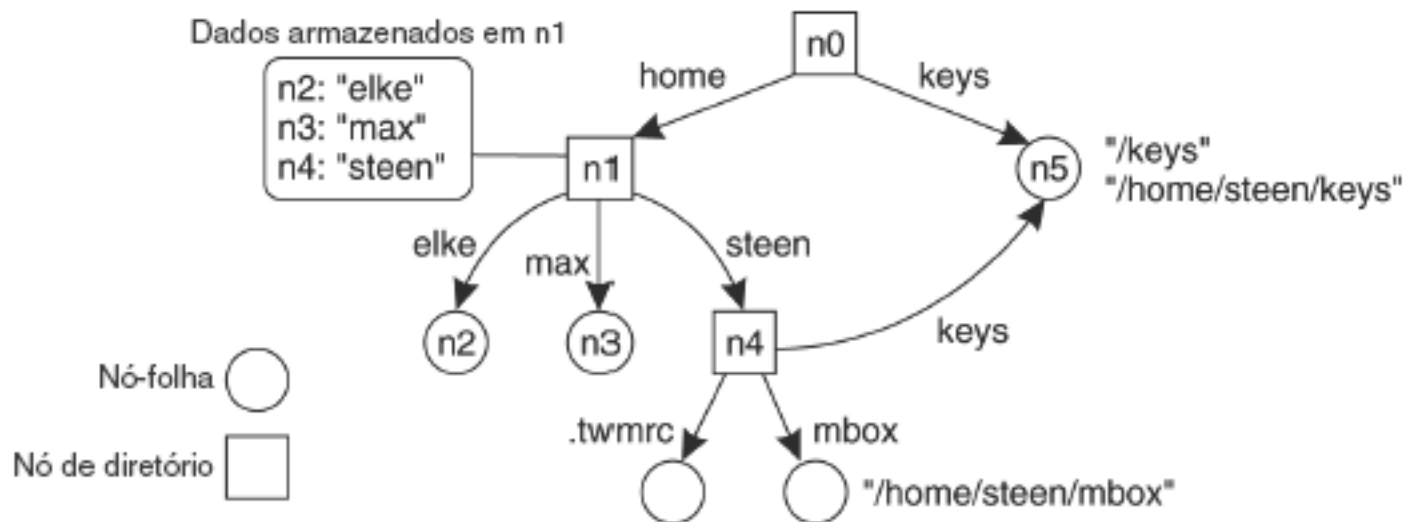 Dados armazenados em n1
n0
home
keys
n2: "elke"
n3: "max"
n4: "steen"
n1
n5
"/keys"
"/home/steen/keys"
elke
max
steen
n2
n3
n4
keys
Nó-folha
.twmrc
mbox
Nó de diretório
"/home/steen/mbox"